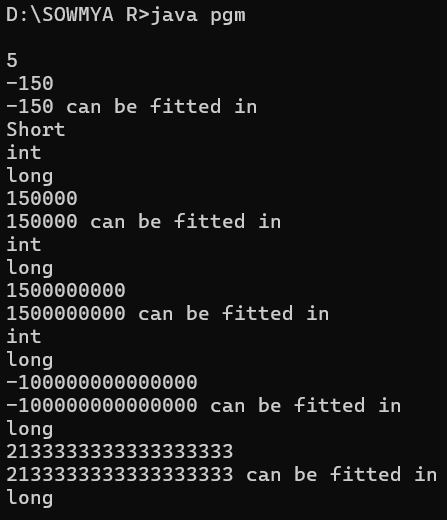 D:\SOWMYA R>java pgm
5
-150
-150 can be fitted in
Short
int
long
150000
150000 can be fitted in
int
long
1500000000
1500000000 can be fitted in
int
long
-100000000000000
-100000000000000 can be fitted in
long
2133333333333333333
2133333333333333333 can be fitted in
long